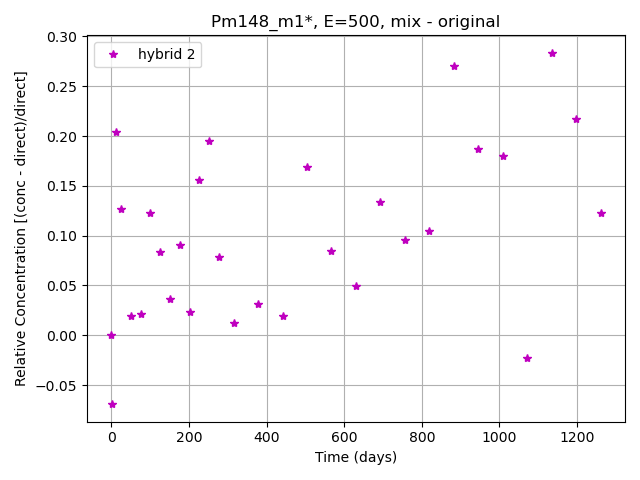 Pm148_m1*, E=500, mix - original
hybrid 2
0.30
0.25
0.20
0.15
0.10
0.05
0.00
−0.05
Relative Concentration [(conc - direct)/direct]
0 200 400 600 800 1000 1200
Time (days)